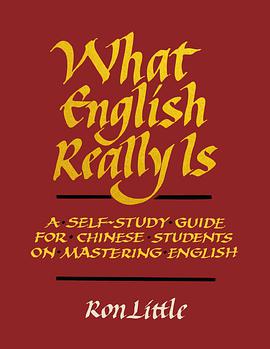 What
English
Really Is
A·SELF-STUDY·GUIDE
FOR·CHINESE·STUDENTS
ON·MASTERING·ENGLISH
Ron Little